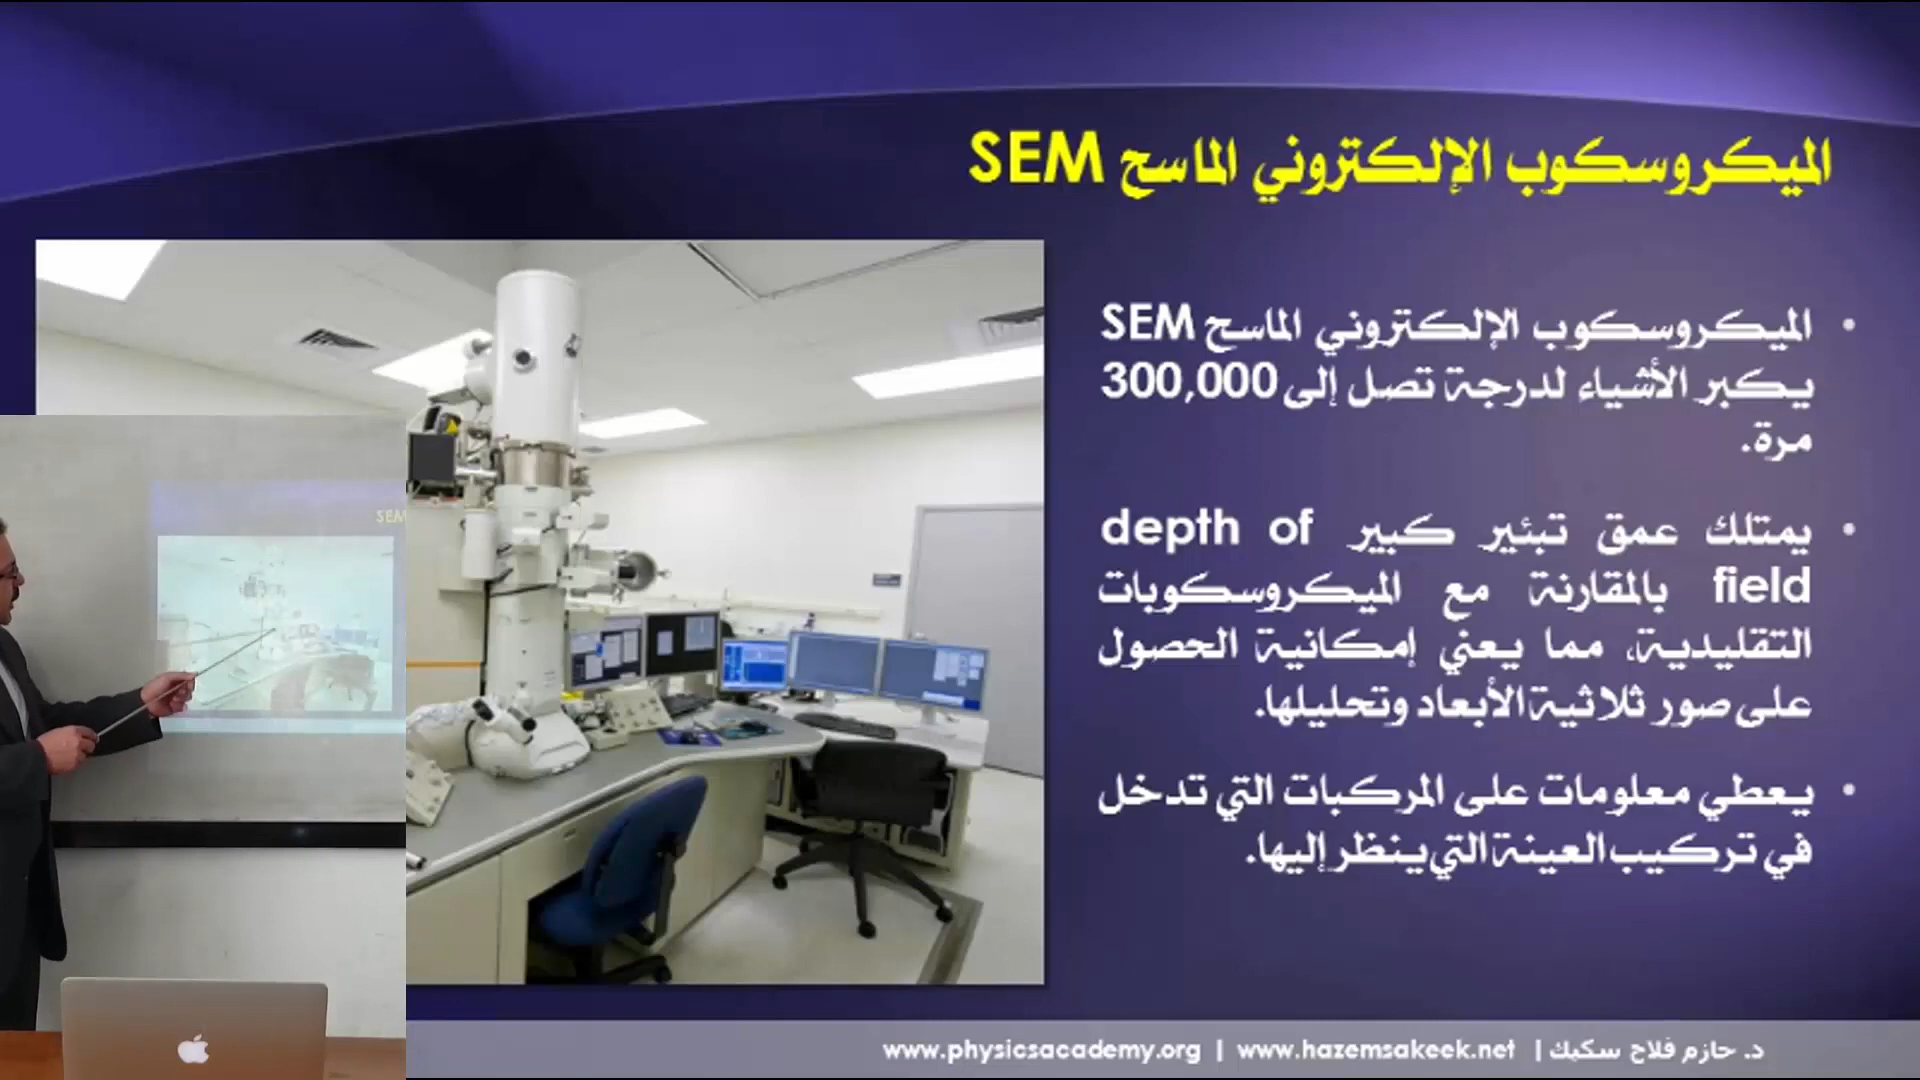 الميكروسكوب الإلكتروني الماسح SEM
• الميكروسكوب الإلكتروني الماسح SEM
يكبر الأشياء لدرجة تصل إلى 300,000
مرة.
• يمتلك عمق تبئير كبير depth of
field بالمقارنة مع الميكروسكوبات
التقليدية، مما يعني إمكانية الحصول
على صور ثلاثية الأبعاد وتحليلها.
• يعطي معلومات على المركبات التي تدخل
في تركيب العينة التي ينظر إليها.
SEM
د. حازم فلاح سكيك | www.hazemsakeek.net | www.physicsacademy.org